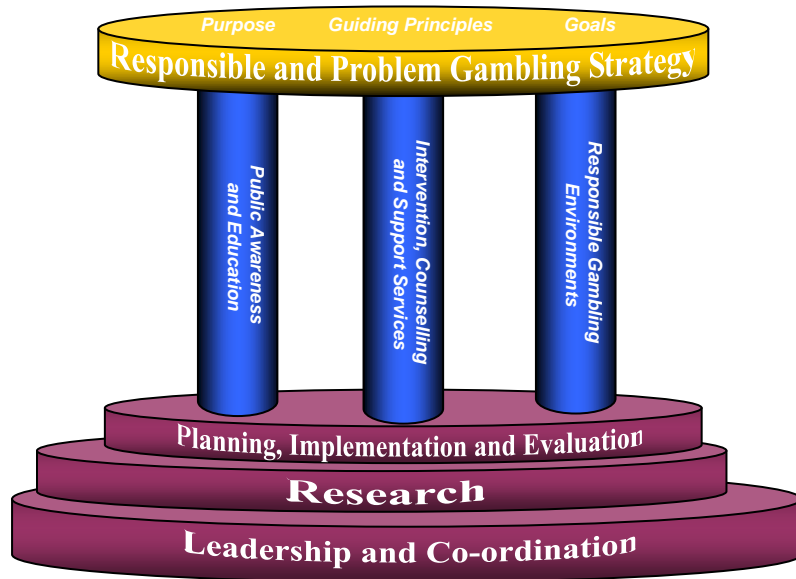 Purpose Guiding Principles Goals
Responsible and Problem Gambling Strategy
Public Awareness
and Education
Intervention, Counselling
and Support Services
Responsible Gambling
Environments
Planning, Implementation and Evaluation
Research
Leadership and Co-ordination